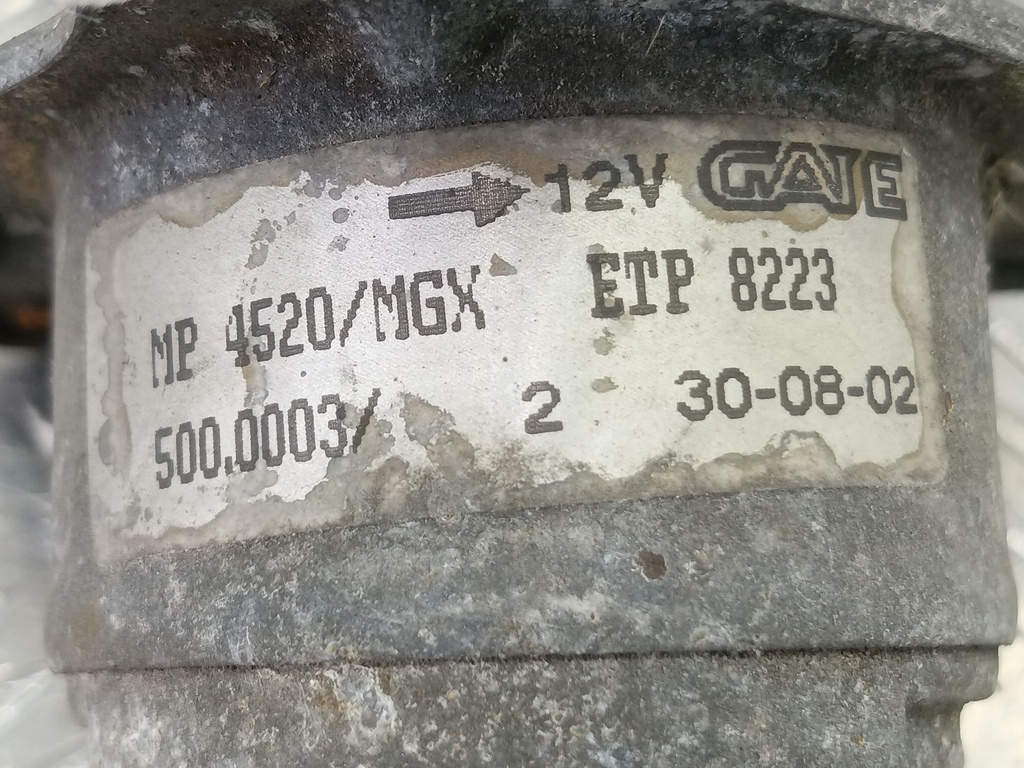 12V GATE
MP 4520/MGX ETP 8223
500.0003/ 2 30-08-02